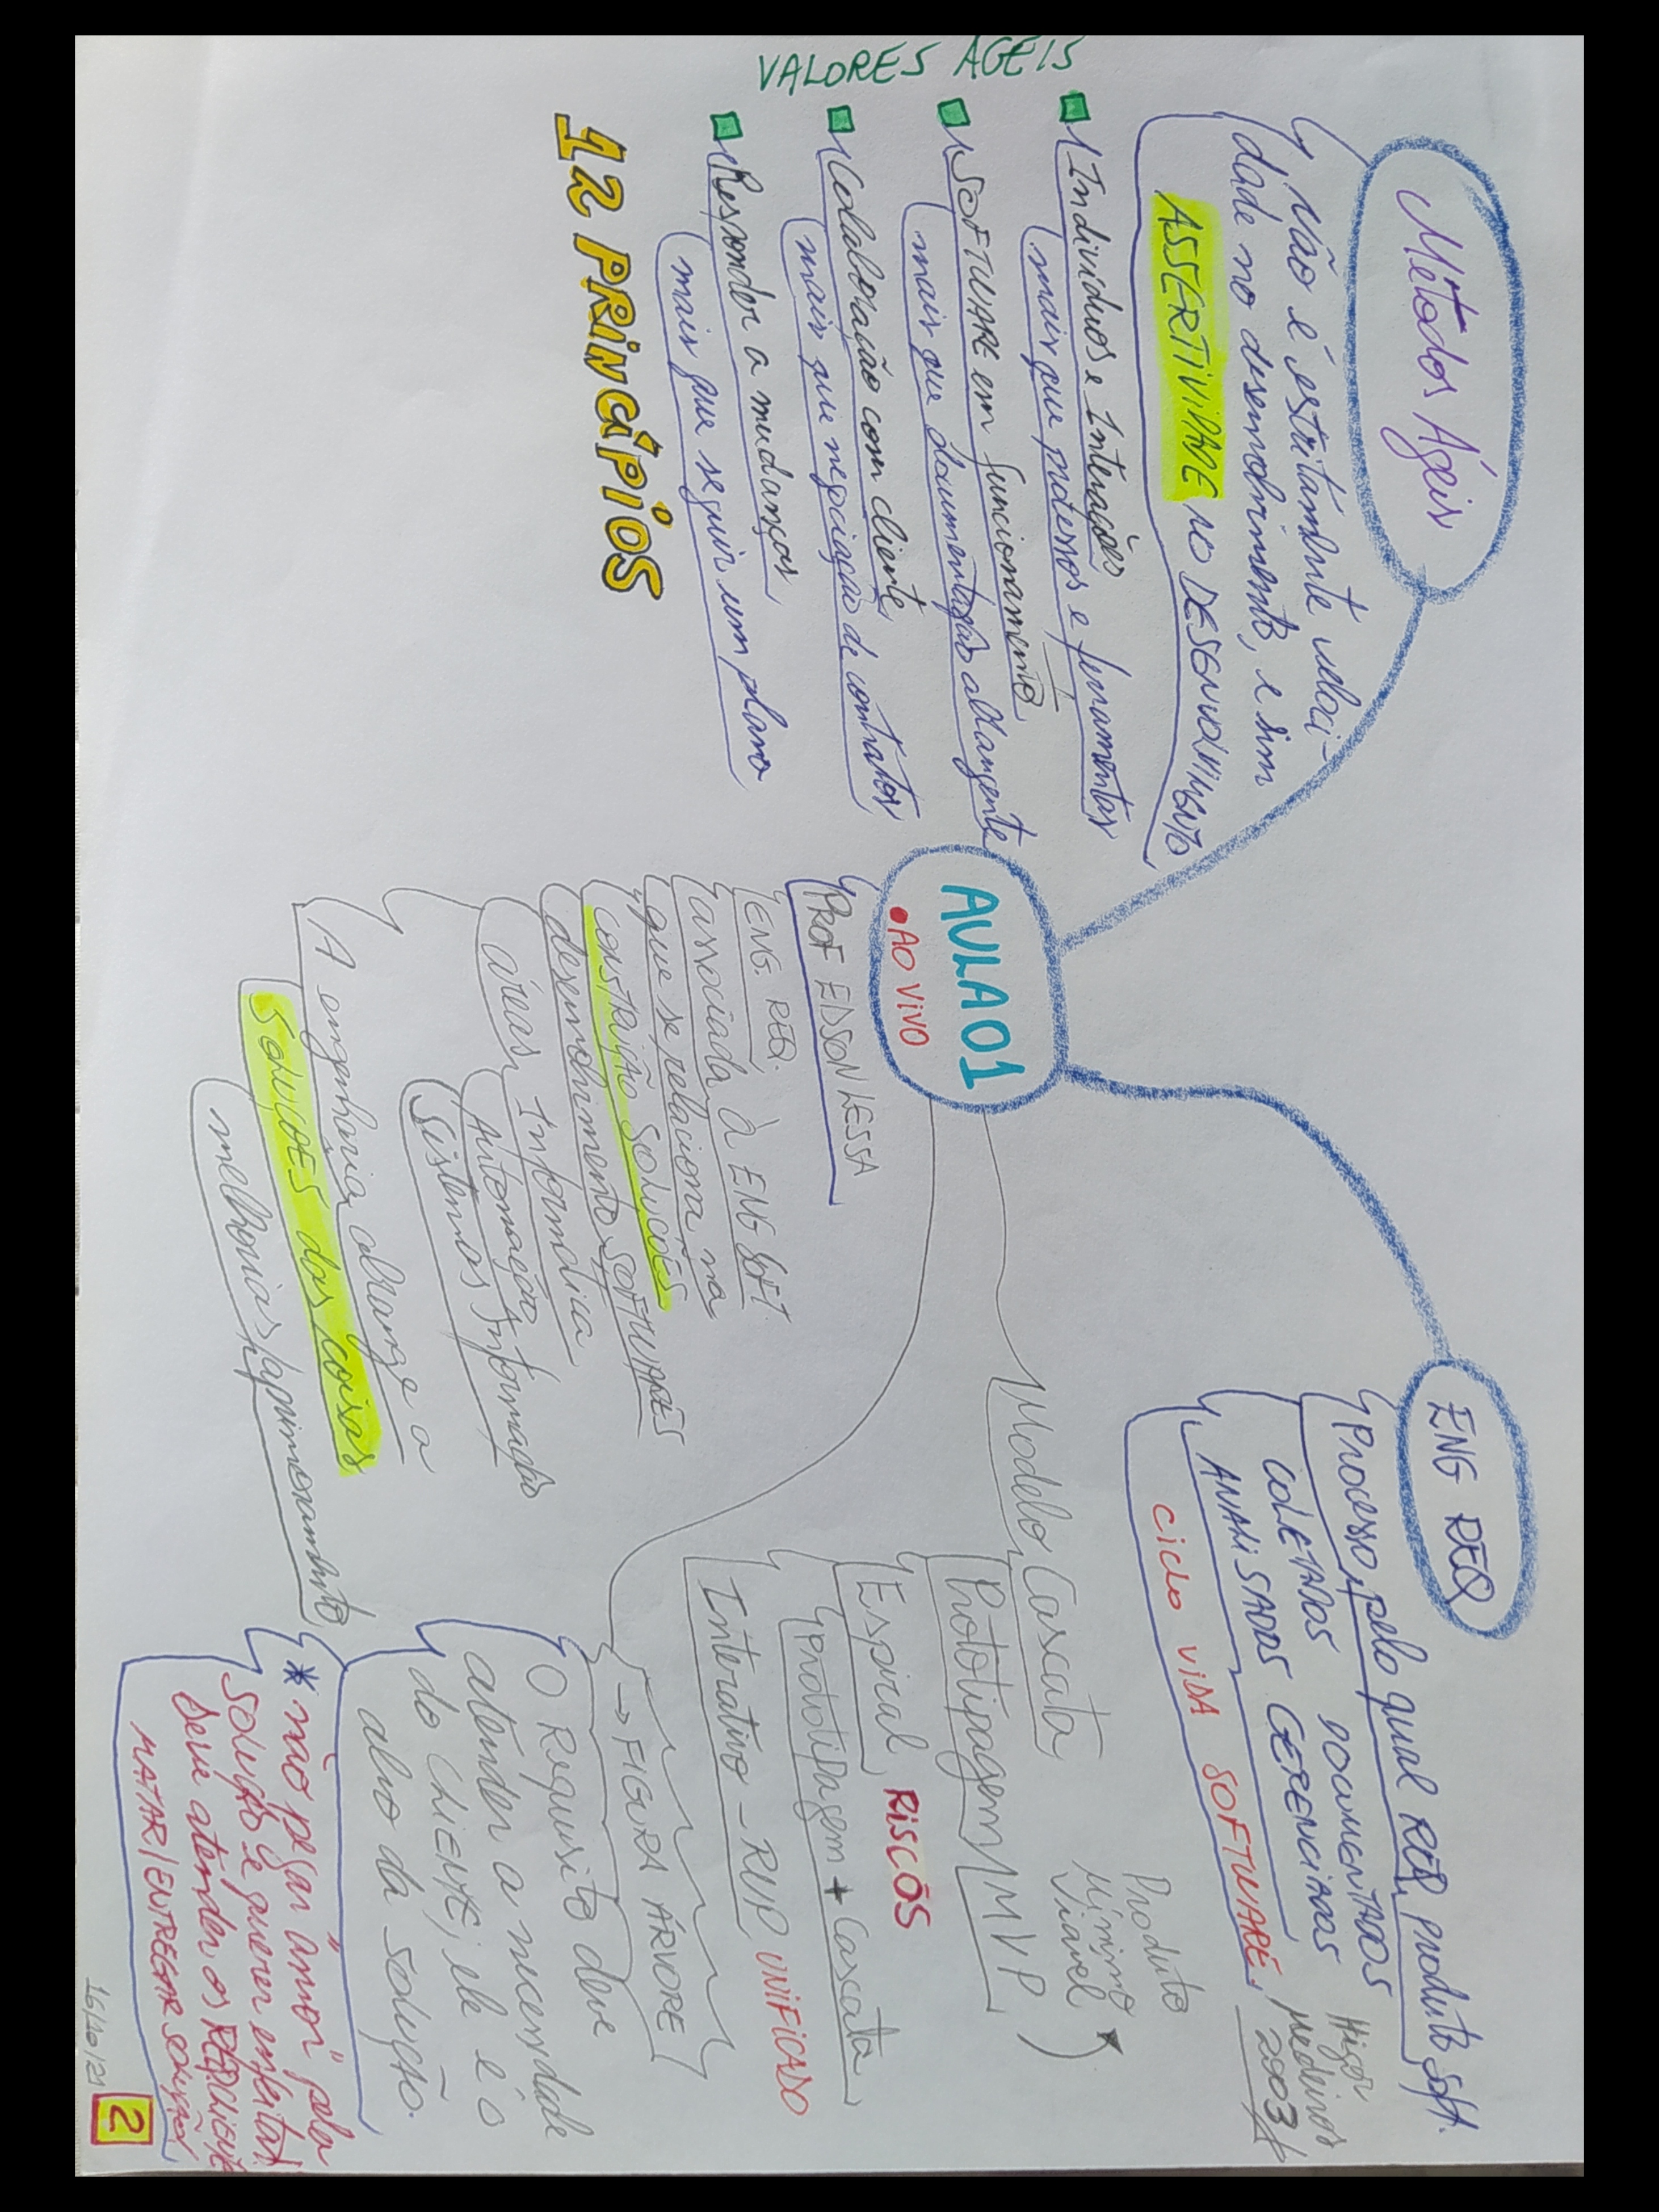 Métodos Ágeis
Não é estritamente veloci-
dade no desenvolvimento, e sim
ASSERTIVIDADE NO DESENVOLVIMENTO
VALORES AGEIS
Indivíduos e Interações
mais que processos e ferramentas
SOFTWARE em funcionamento
mais que documentação abrangente
Colaboração com cliente
mais que negociação de contratos
Responder a mudanças
mais que seguir um plano
12 PRINCÍPIOS
AULA 01
AO VIVO
PROF EDSON LESSA
ENG. REQ.
associada à ENG SOFT.
que se relaciona na
CONSTRUÇÃO SOLUÇÕES
desenvolvimento SOFTWARES
áreas Informática
Automação
Sistemas Informação
A engenharia abrange a
SOLUÇÕES das coisas
melhorias/aprimoramento
ENG REQ
Processo pelo qual REQ. produto soft.
COLETADOS DOCUMENTADOS
ANALISADOS GERENCIADOS
CICLO VIDA SOFTWARE
Higor
Medeiros
2003
Modelo Cascata
Prototipagem/MVP
Produto
Mínimo
Viável
Espiral RISCOS
Prototipagem + Cascata
Interativo - RUP UNIFICADO
→ FIGURA ÁRVORE
O Requisito deve
atender a necessidade
do CLIENTE, ele é o
alvo da SOLUÇÃO.
* não pegar "amor" pela
solução e querer enfeitar!
Deve atender os REQ.CLIENTE
MATAR/ENTREGAR SOLUÇÃO
2
16/10/21